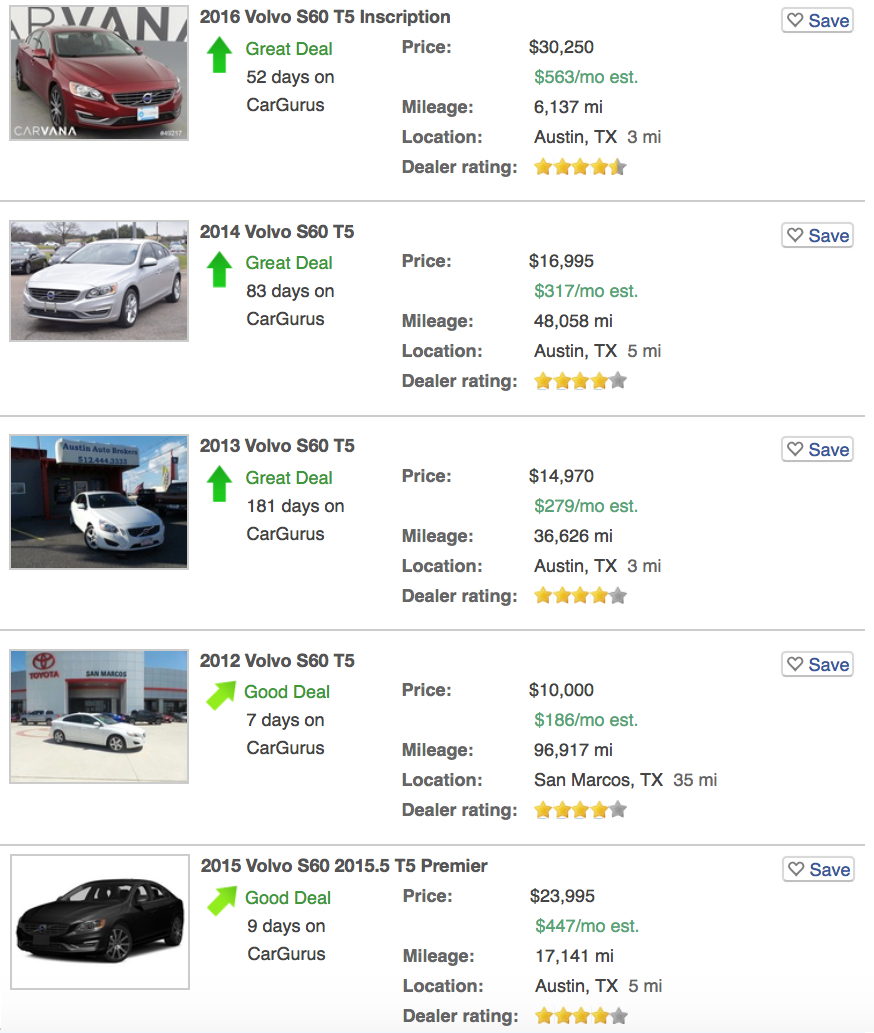 2016 Volvo S60 T5 Inscription
Save
Great Deal
52 days on
CarGurus
Price: $30,250
$563/mo est.
Mileage: 6,137 mi
Location: Austin, TX 3 mi
Dealer rating:
CARVANA
CARVANA #49217
2014 Volvo S60 T5
Save
Great Deal
83 days on
CarGurus
Price: $16,995
$317/mo est.
Mileage: 48,058 mi
Location: Austin, TX 5 mi
Dealer rating:
2013 Volvo S60 T5
Save
Austin Auto Brokers
512.444.3333
Great Deal
181 days on
CarGurus
Price: $14,970
$279/mo est.
Mileage: 36,626 mi
Location: Austin, TX 3 mi
Dealer rating:
2012 Volvo S60 T5
Save
TOYOTA
SAN MARCOS
Good Deal
7 days on
CarGurus
Price: $10,000
$186/mo est.
Mileage: 96,917 mi
Location: San Marcos, TX 35 mi
Dealer rating:
2015 Volvo S60 2015.5 T5 Premier
Save
Good Deal
9 days on
CarGurus
Price: $23,995
$447/mo est.
Mileage: 17,141 mi
Location: Austin, TX 5 mi
Dealer rating: